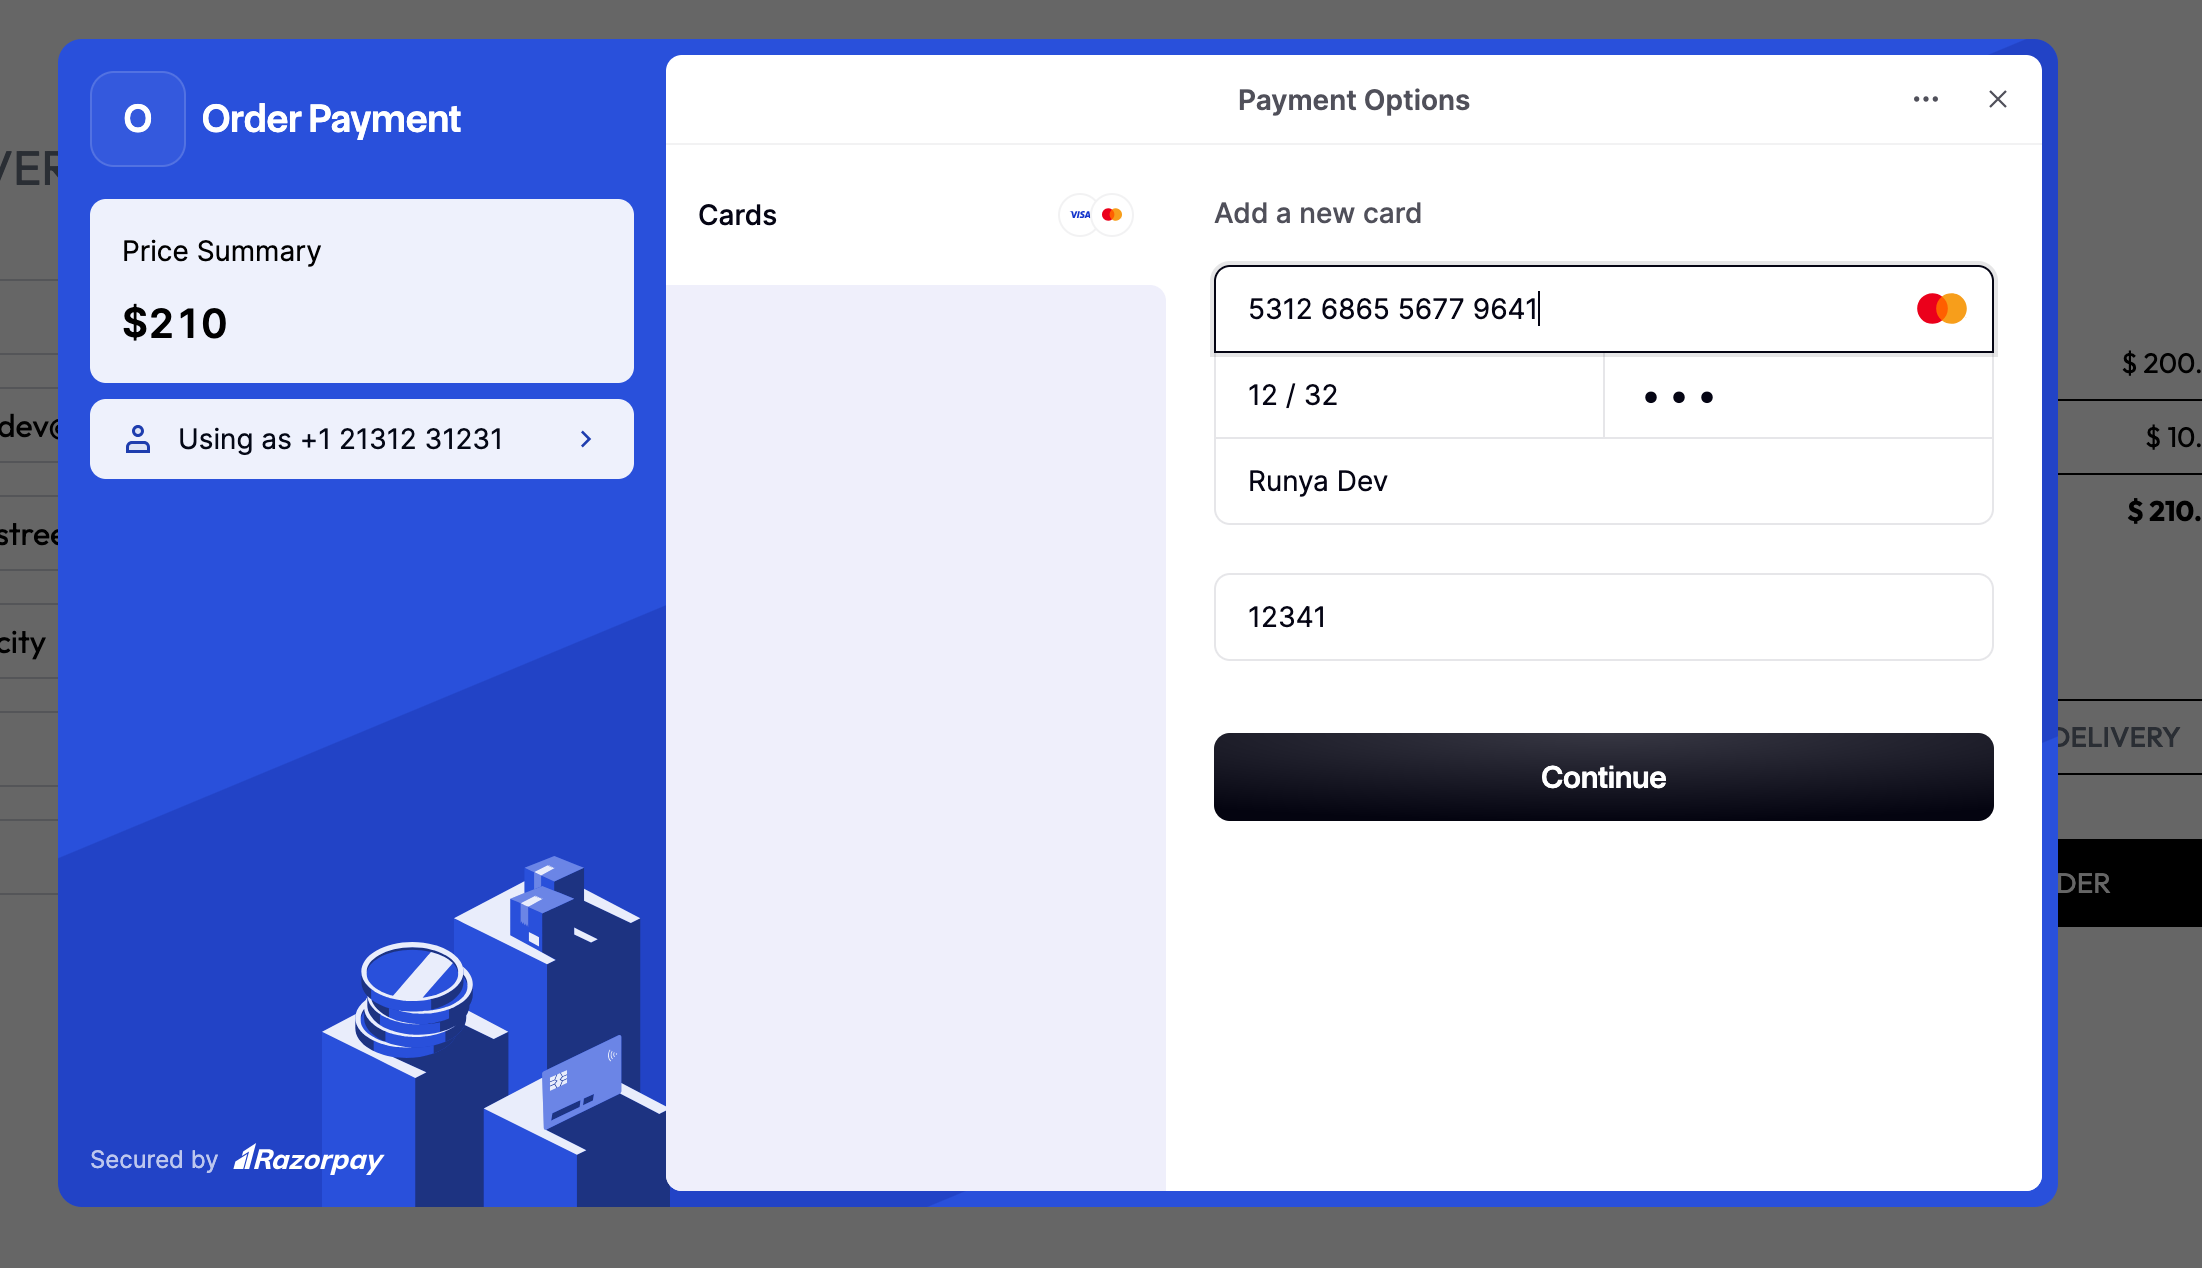 O
Order Payment
Price Summary
$210
Using as +1 21312 31231
Secured by Razorpay
Payment Options
Cards
VISA
Add a new card
5312 6865 5677 9641
12 / 32
Runya Dev
12341
Continue
VER
dev@
stree
city
$ 200.
$ 10.
$ 210.
DELIVERY
DER